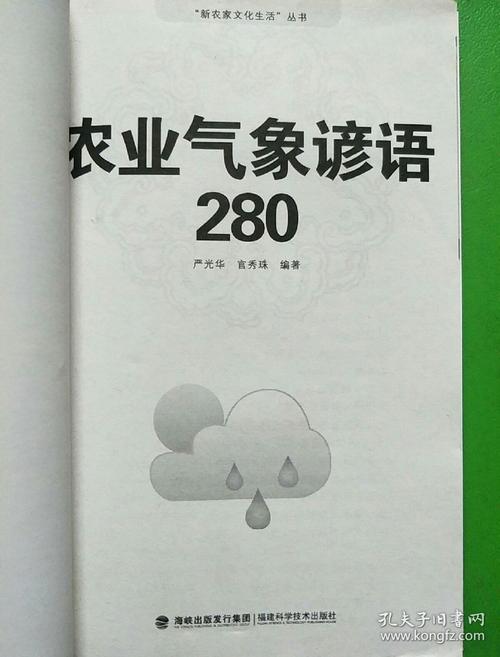 “新农家文化生活”丛书
农业气象谚语
280
严光华 官秀珠 编著
海峡出版发行集团 福建科学技术出版社
孔夫子旧书网
www.kongfz.com